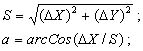 S = √((ΔX)² + (ΔY)²) ;
a = arcCos(ΔX / S) ;